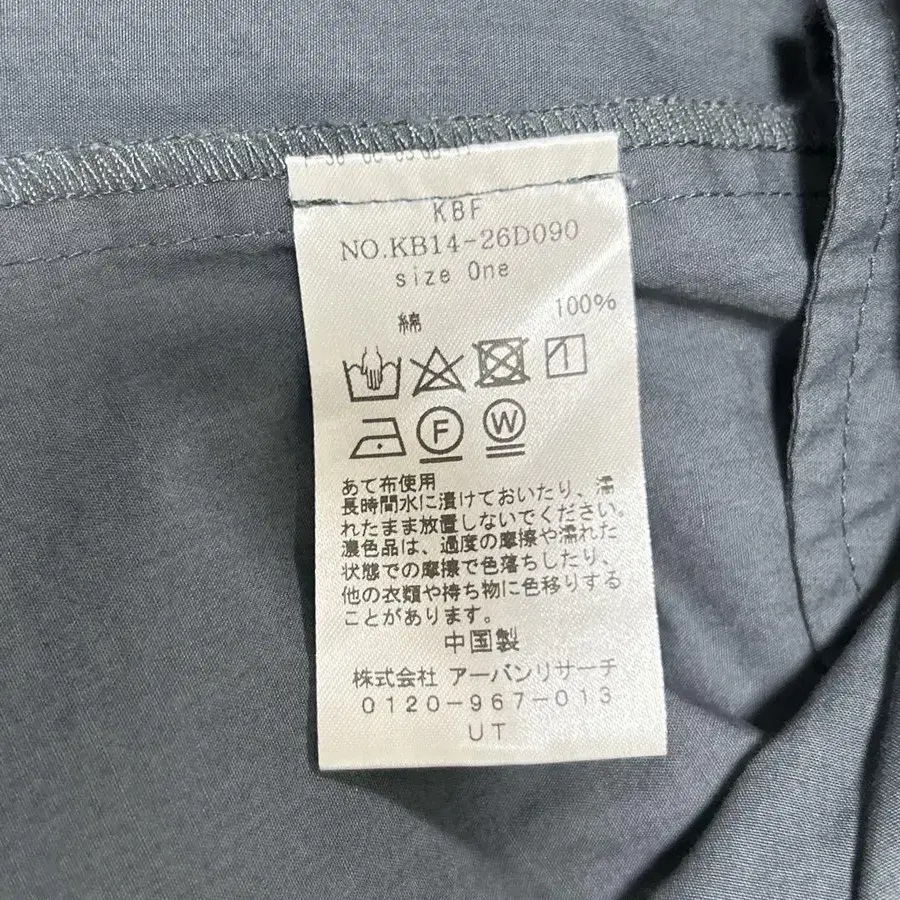 KBF
NO.KB14-26D090
size One
綿 100%
F W
あて布使用
長時間水に漬けておいたり、濡
れたまま放置しないでください。
濃色品は、過度の摩擦や濡れた
状態での摩擦で色落ちしたり、
他の衣類や持ち物に色移りする
ことがあります。
中国製
株式会社 アーバンリサーチ
0120-967-013
UT